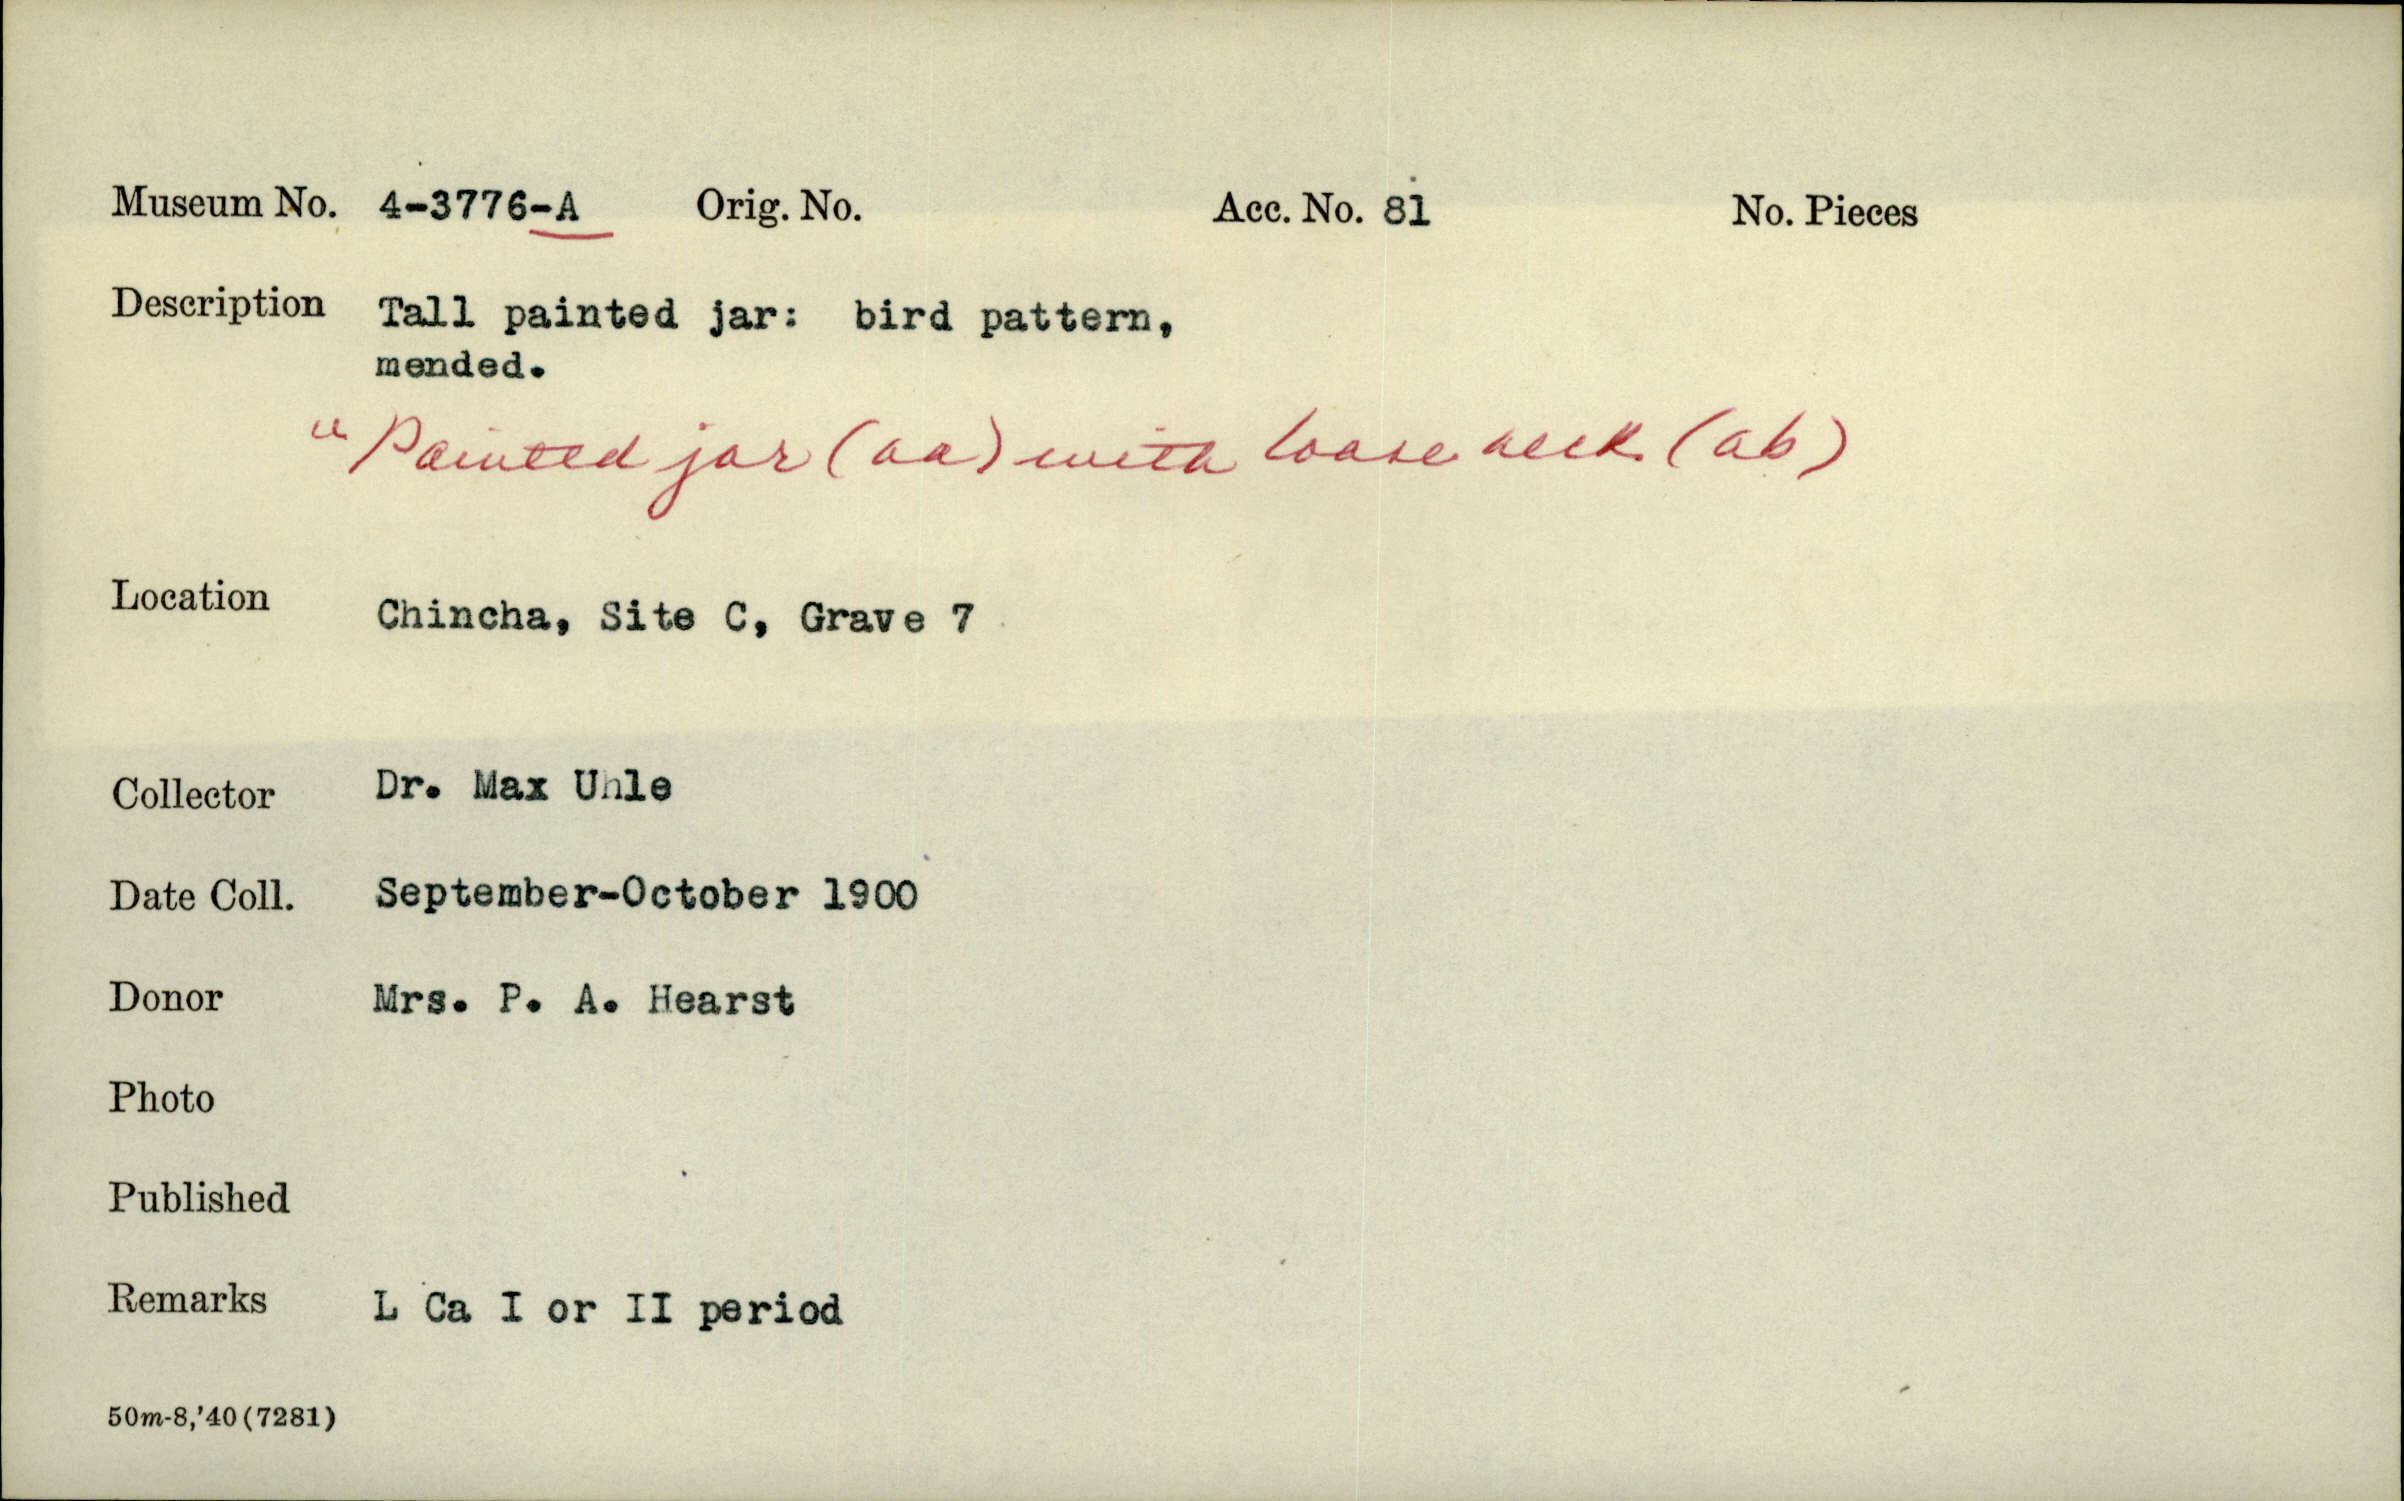 Museum No. 4-3776-A Orig. No. Acc. No. 81 No. Pieces
Description Tall painted jar: bird pattern,
mended.
" Painted jar (aa) with loose neck (ab)
Location Chincha, Site C, Grave 7
Collector Dr. Max Uhle
Date Coll. September-October 1900
Donor Mrs. P. A. Hearst
Photo
Published
Remarks L Ca I or II period
50m-8,'40(7281)